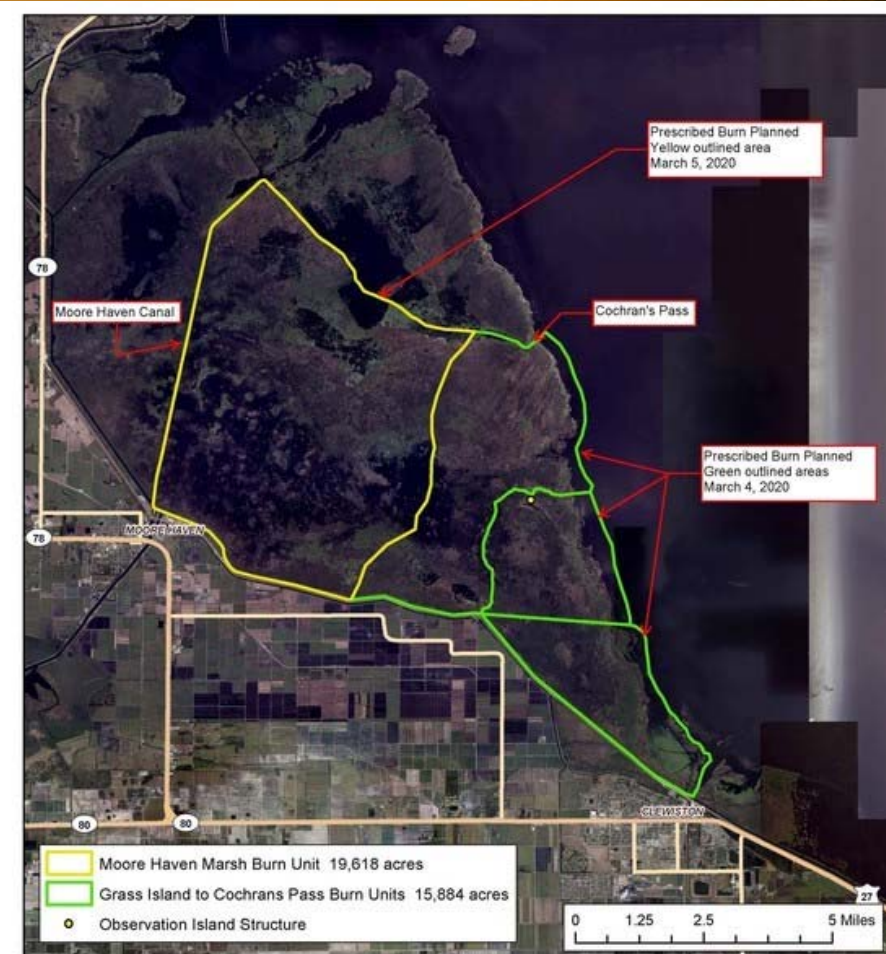 Prescribed Burn Planned
Yellow outlined area
March 5, 2020
78
Moore Haven Canal
Cochran's Pass
Prescribed Burn Planned
Green outlined areas
March 4, 2020
MOORE HAVEN
78
CLEWISTON
80
80
27
Moore Haven Marsh Burn Unit 19,618 acres
Grass Island to Cochrans Pass Burn Units 15,884 acres
Observation Island Structure
0 1.25 2.5 5 Miles